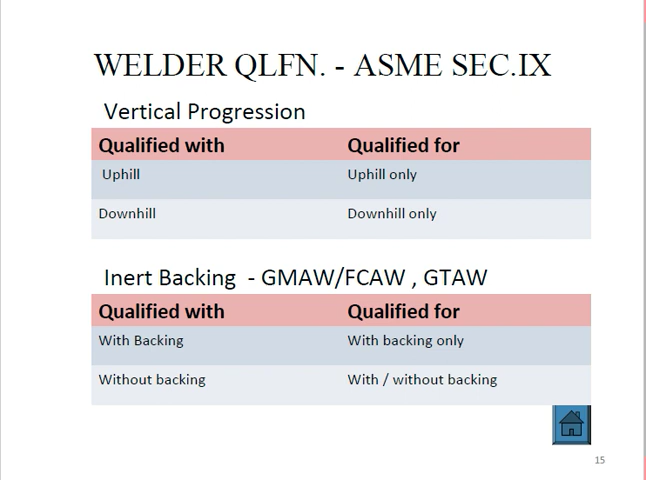 WELDER QLFN. - ASME SEC.IX
Vertical Progression
Qualified with Qualified for
Uphill Uphill only
Downhill Downhill only
Inert Backing - GMAW/FCAW , GTAW
Qualified with Qualified for
With Backing With backing only
Without backing With / without backing
15